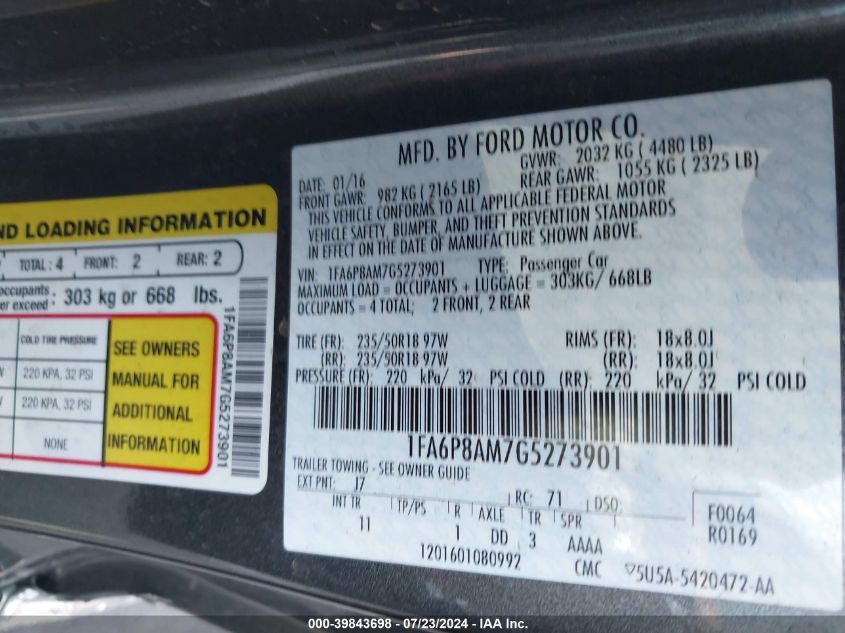 ND LOADING INFORMATION
TOTAL: 4 FRONT: 2 REAR: 2
occupants
er exceed: 303 kg or 668 lbs.
COLD TIRE PRESSURE
220 KPA, 32 PSI
220 KPA, 32 PSI
NONE
SEE OWNERS
MANUAL FOR
ADDITIONAL
INFORMATION
1FA6P8AM7G5273901
MFD. BY FORD MOTOR CO.
DATE: 01/16 GVWR: 2032 KG ( 4480 LB)
FRONT GAWR: 982 KG ( 2165 LB) REAR GAWR: 1055 KG ( 2325 LB)
THIS VEHICLE CONFORMS TO ALL APPLICABLE FEDERAL MOTOR
VEHICLE SAFETY, BUMPER, AND THEFT PREVENTION STANDARDS
IN EFFECT ON THE DATE OF MANUFACTURE SHOWN ABOVE.
VIN: 1FA6P8AM7G5273901 TYPE: Passenger Car
MAXIMUM LOAD = OCCUPANTS + LUGGAGE = 303KG/ 668LB
OCCUPANTS = 4 TOTAL; 2 FRONT, 2 REAR
TIRE (FR): 235/50R18 97W RIMS (FR): 18x8.0J
(RR): 235/50R18 97W (RR): 18x8.0J
PRESSURE (FR): 220 kPa/ 32 PSI COLD (RR): 220 kPa/ 32 PSI COLD
1FA6P8AM7G5273901
TRAILER TOWING - SEE OWNER GUIDE
EXT PNT: J7 RC: 71 DSO: F0064
INT TR TP/PS R AXLE TR SPR R0169
11 1 DD 3 AAAA
1201601080992 CMC 5U5A-5420472-AA
000-39843698 - 07/23/2024 - IAAI.com.